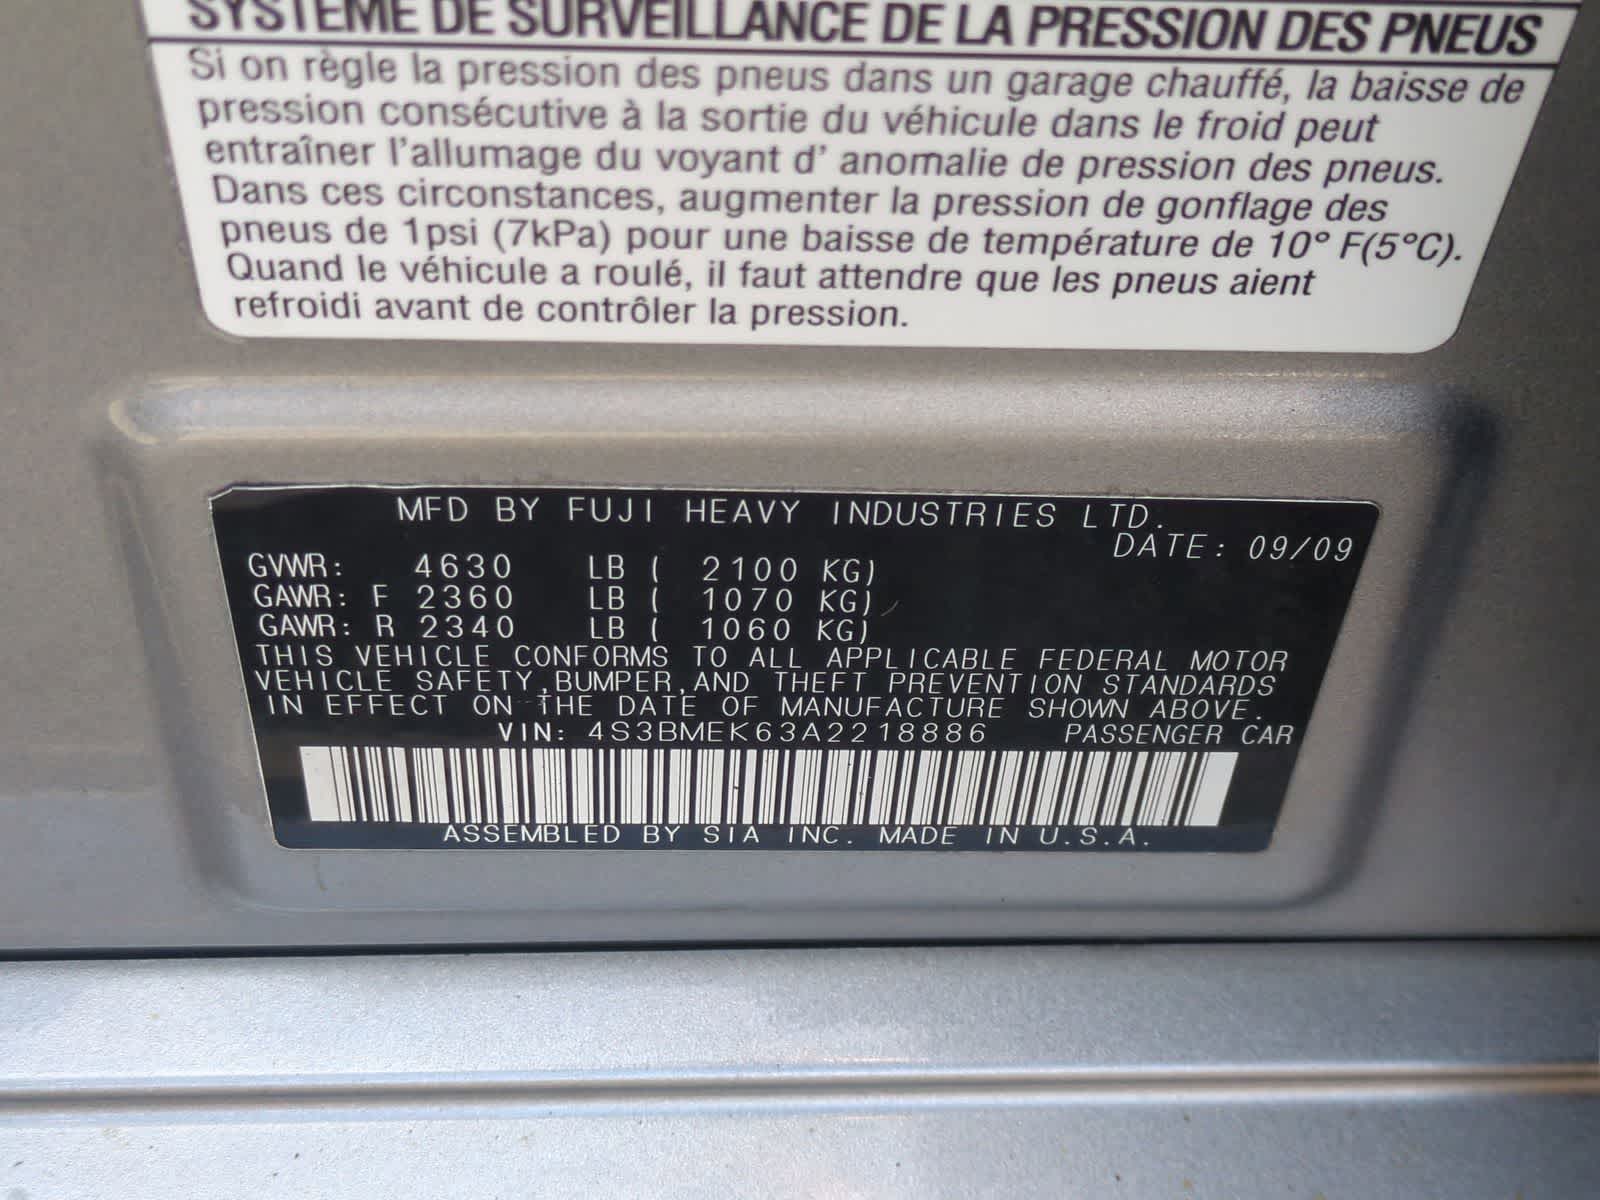 SYSTÈME DE SURVEILLANCE DE LA PRESSION DES PNEUS
Si on règle la pression des pneus dans un garage chauffé, la baisse de
pression consécutive à la sortie du véhicule dans le froid peut
entraîner l'allumage du voyant d' anomalie de pression des pneus.
Dans ces circonstances, augmenter la pression de gonflage des
pneus de 1psi (7kPa) pour une baisse de température de 10° F(5°C).
Quand le véhicule a roulé, il faut attendre que les pneus aient
refroidi avant de contrôler la pression.
MFD BY FUJI HEAVY INDUSTRIES LTD.
DATE: 09/09
GVWR: 4630 LB ( 2100 KG)
GAWR: F 2360 LB ( 1070 KG)
GAWR: R 2340 LB ( 1060 KG)
THIS VEHICLE CONFORMS TO ALL APPLICABLE FEDERAL MOTOR
VEHICLE SAFETY,BUMPER,AND THEFT PREVENTION STANDARDS
IN EFFECT ON THE DATE OF MANUFACTURE SHOWN ABOVE.
VIN: 4S3BMEK63A2218886 PASSENGER CAR
ASSEMBLED BY SIA INC. MADE IN U.S.A.